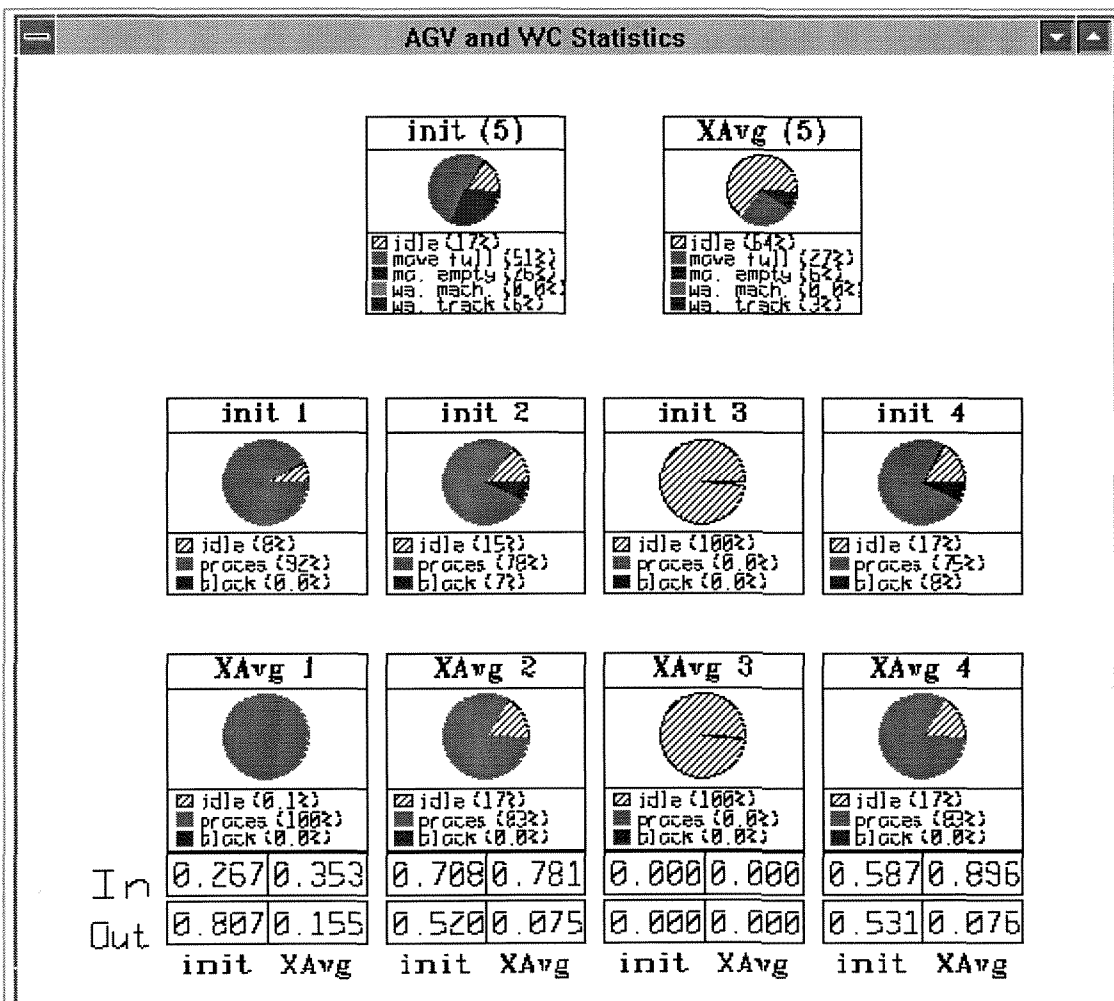 AGV and WC Statistics
init (5) XAvg (5)
idle (17%) idle (64%)
move full (51%) move full (27%)
mo. empty (26%) mo. empty (6%)
wa. mach. (0.0%) wa. mach. (0.0%)
wa. track (6%) wa. track (3%)
init 1 init 2 init 3 init 4
idle (8%) idle (15%) idle (100%) idle (17%)
proces (92%) proces (78%) proces (0.0%) proces (75%)
block (0.0%) block (7%) block (0.0%) block (8%)
XAvg 1 XAvg 2 XAvg 3 XAvg 4
idle (0.1%) idle (17%) idle (100%) idle (17%)
proces (100%) proces (83%) proces (0.0%) proces (83%)
block (0.0%) block (0.0%) block (0.0%) block (0.0%)
In 0.267 0.353 0.708 0.781 0.000 0.000 0.587 0.896
Out 0.807 0.155 0.520 0.075 0.000 0.000 0.531 0.076
init XAvg init XAvg init XAvg init XAvg